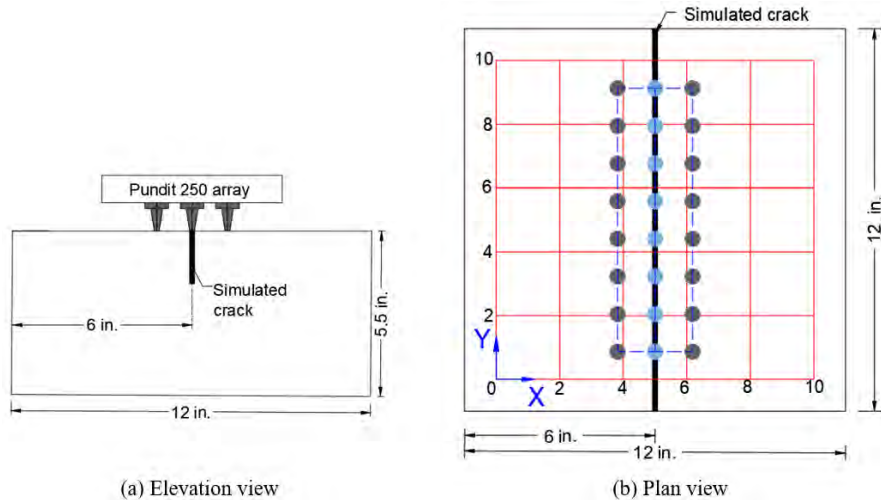 Pundit 250 array
Simulated
crack
6 in.
5.5 in.
12 in.
(a) Elevation view
Simulated crack
10
8
6
4
2
Y
0
X
2
4
6
8
10
12 in.
6 in.
12 in.
(b) Plan view